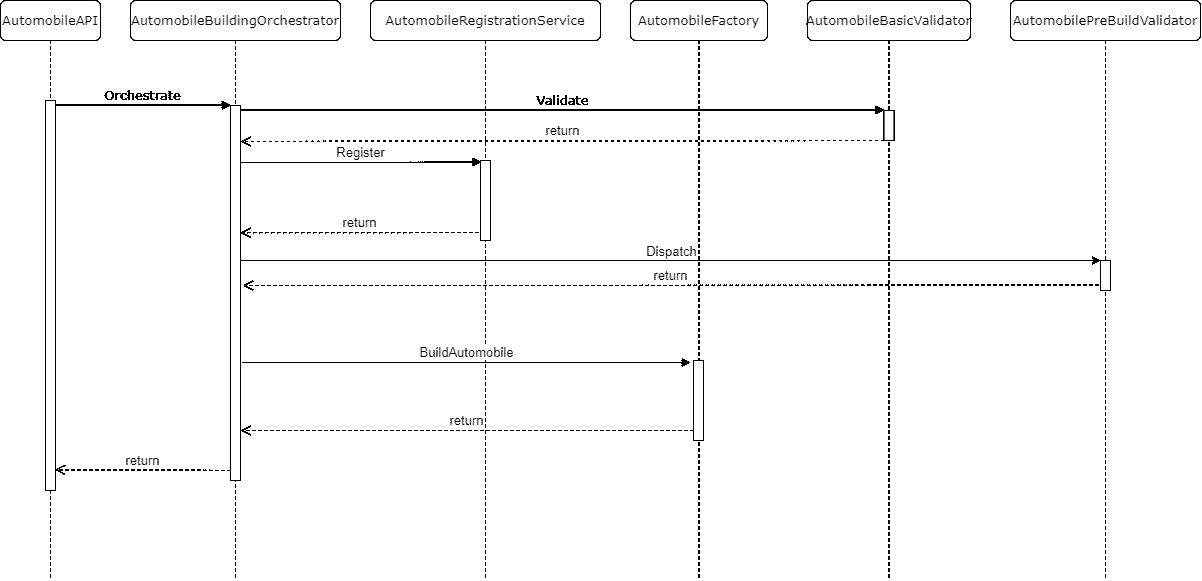 AutomobileAPI
AutomobileBuildingOrchestrator
AutomobileRegistrationService
AutomobileFactory
AutomobileBasicValidator
AutomobilePreBuildValidator
Orchestrate
Validate
return
Register
return
Dispatch
return
BuildAutomobile
return
return